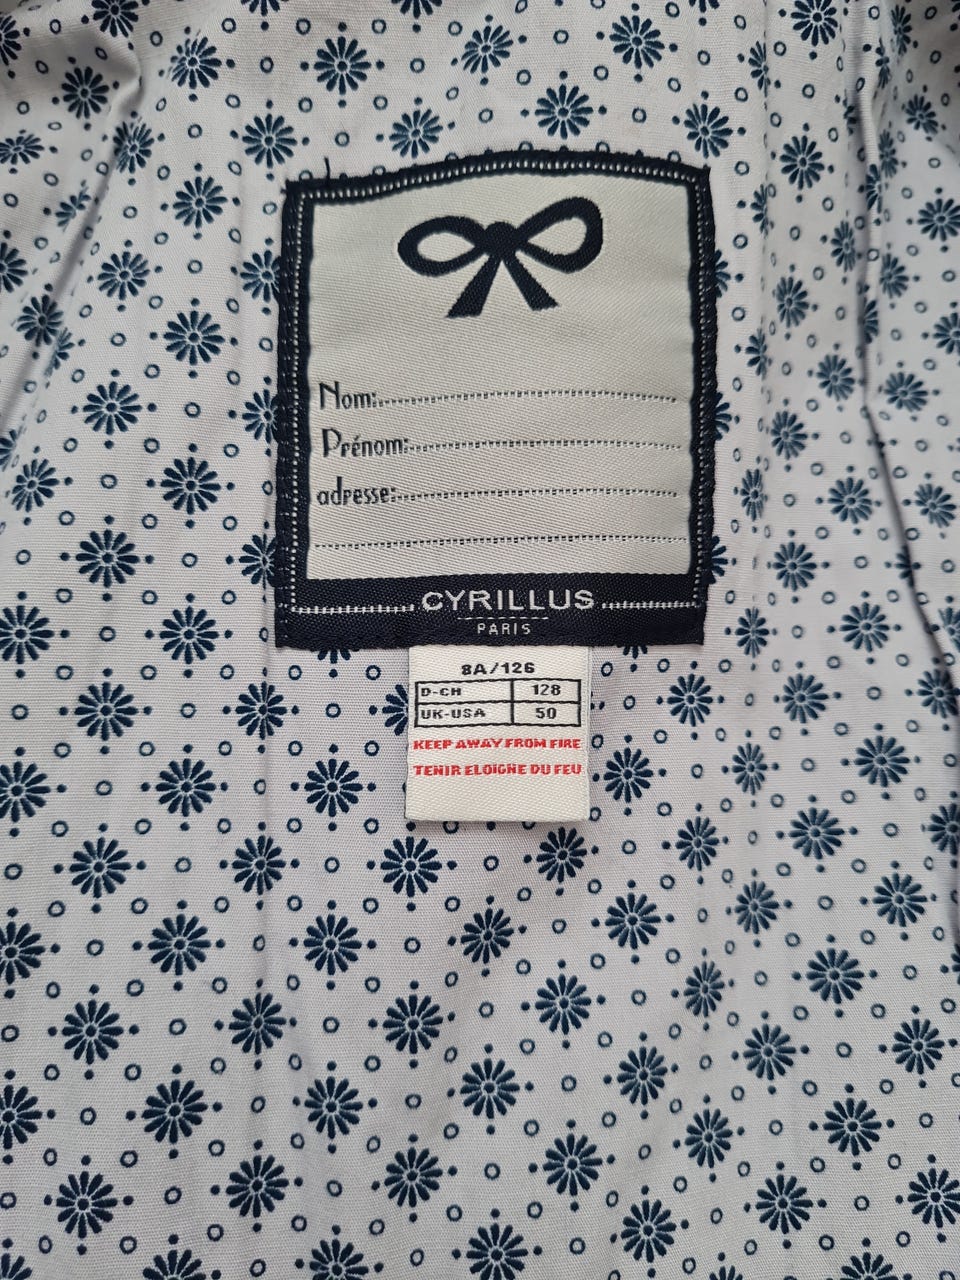 Nom:
Prénom:
adresse:
CYRILLUS
PARIS
8A/126
D-CH 128
UK-USA 50
KEEP AWAY FROM FIRE
TENIR ELOIGNE DU FEU